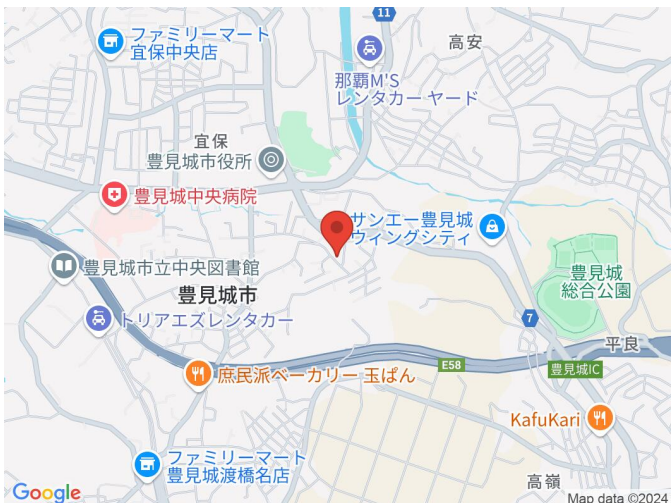 ファミリーマート
宜保中央店
11
高安
那覇M'S
レンタカー ヤード
宜保
豊見城市役所
豊見城中央病院
サンエー豊見城
ウィングシティ
豊見城市立中央図書館
豊見城市
豊見城
総合公園
トリアエズレンタカー
7
平良
E58
豊見城IC
庶民派ベーカリー 玉ぱん
KafuKari
ファミリーマート
豊見城渡橋名店
高嶺
Google
Map data ©2024